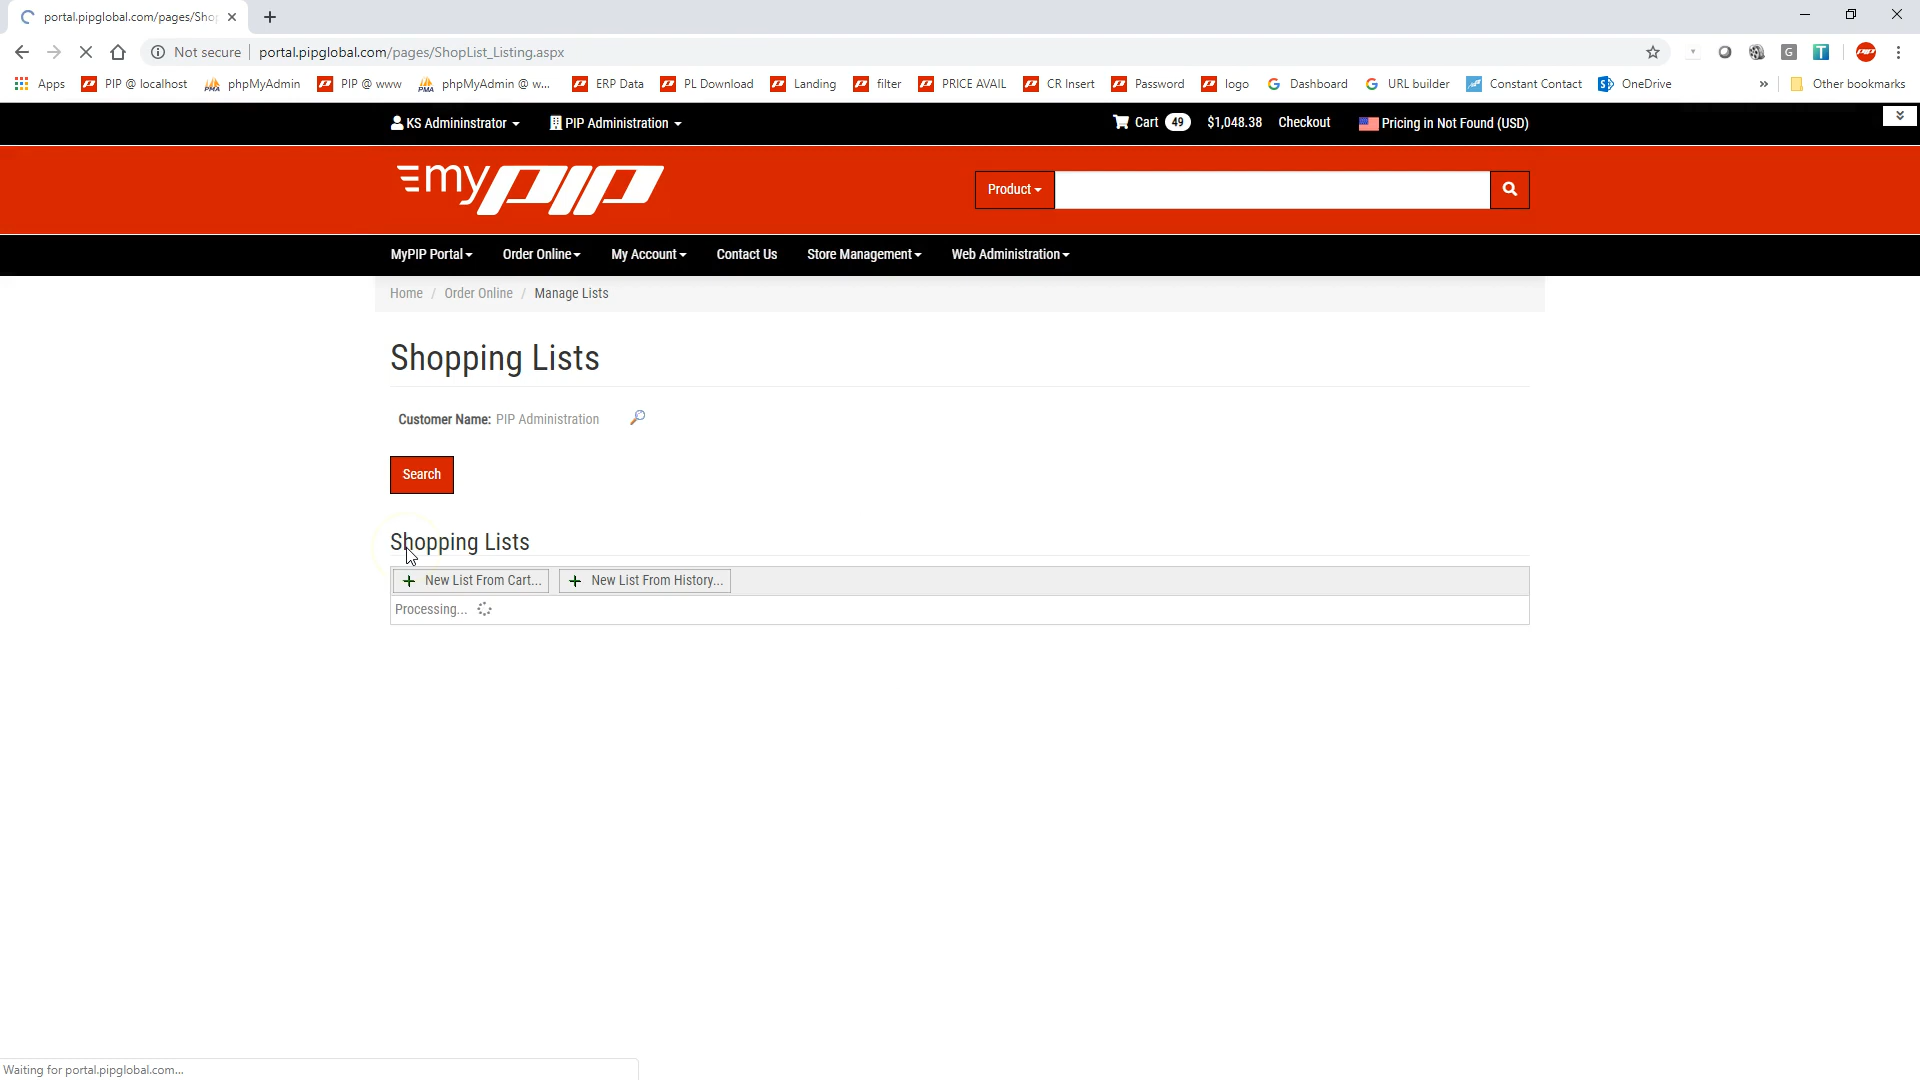 portal.pipglobal.com/pages/Shop
Not secure portal.pipglobal.com/pages/ShopList_Listing.aspx
Apps PIP @ localhost phpMyAdmin PIP @ www phpMyAdmin @ w... ERP Data PL Download Landing filter PRICE AVAIL CR Insert Password logo Dashboard URL builder Constant Contact OneDrive » Other bookmarks
KS Admininstrator PIP Administration Cart 49 $1,048.38 Checkout Pricing in Not Found (USD)
my PIP Product
MyPIP Portal Order Online My Account Contact Us Store Management Web Administration
Home / Order Online / Manage Lists
Shopping Lists
Customer Name: PIP Administration
Search
Shopping Lists
New List From Cart... New List From History...
Processing...
Waiting for portal.pipglobal.com...